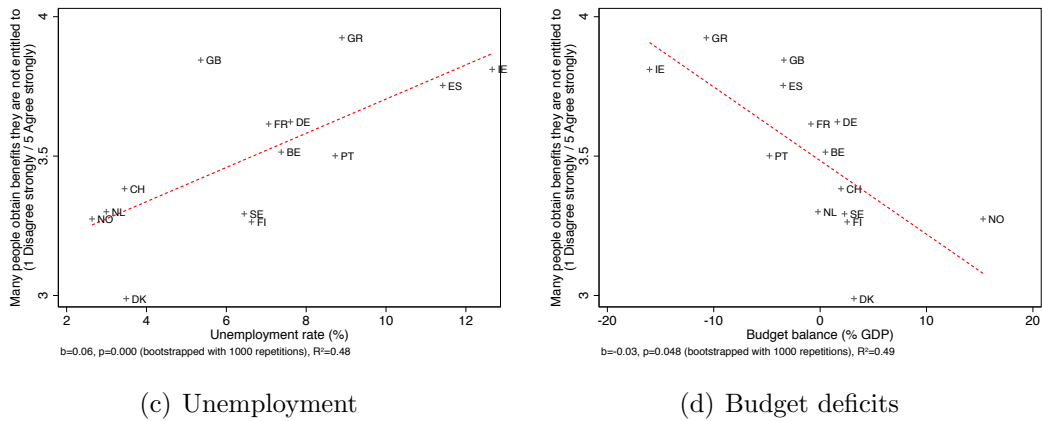 Many people obtain benefits they are not entitled to
(1 Disagree strongly / 5 Agree strongly)
4
3.5
3
GR
GB
IE
ES
FR
DE
BE
PT
CH
NL
NO
SE
FI
DK
2
4
6
8
10
12
Unemployment rate (%)
b=0.06, p=0.000 (bootstrapped with 1000 repetitions), R²=0.48
(c) Unemployment
Many people obtain benefits they are not entitled to
(1 Disagree strongly / 5 Agree strongly)
4
3.5
3
GR
GB
IE
ES
FR
DE
PT
BE
CH
NL
SE
FI
NO
DK
-20
-10
0
10
20
Budget balance (% GDP)
b=-0.03, p=0.048 (bootstrapped with 1000 repetitions), R²=0.49
(d) Budget deficits